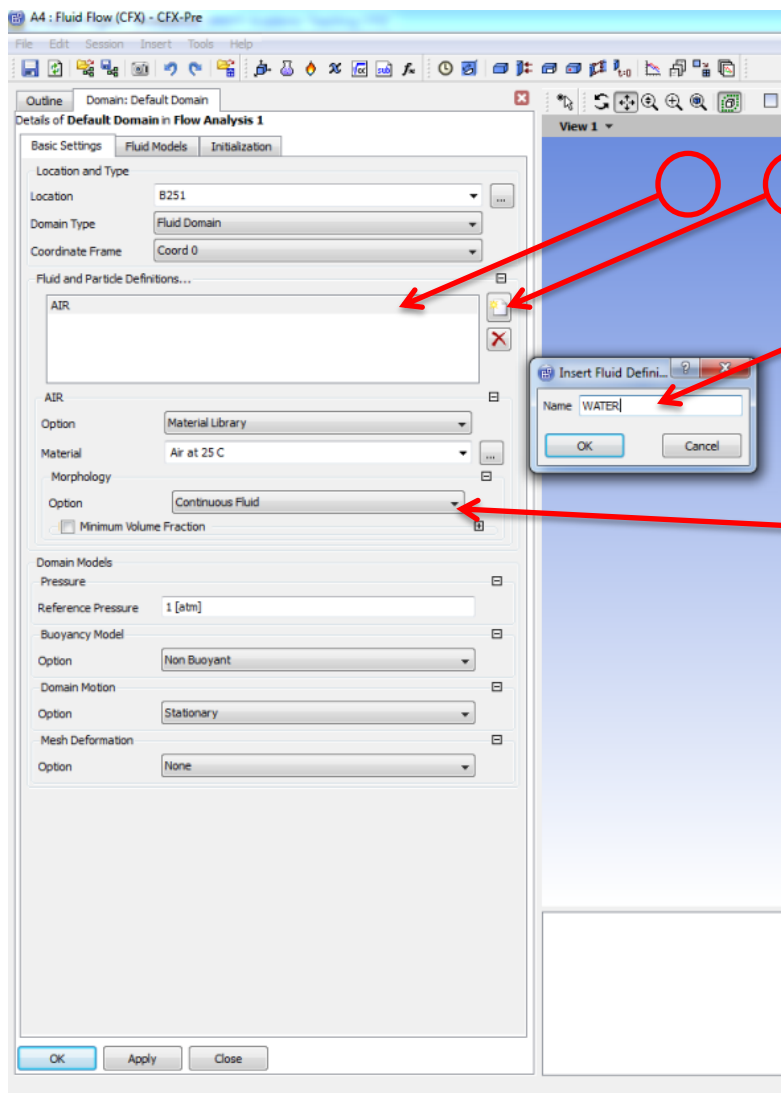 A4 : Fluid Flow (CFX) - CFX-Pre
File Edit Session Insert Tools Help
Outline Domain: Default Domain
Details of Default Domain in Flow Analysis 1
View 1
Basic Settings Fluid Models Initialization
Location and Type
Location B251 ...
Domain Type Fluid Domain
Coordinate Frame Coord 0
Fluid and Particle Definitions...
AIR
Insert Fluid Defini...
Name WATER
OK Cancel
AIR
Option Material Library
Material Air at 25 C ...
Morphology
Option Continuous Fluid
Minimum Volume Fraction
Domain Models
Pressure
Reference Pressure 1 [atm]
Buoyancy Model
Option Non Buoyant
Domain Motion
Option Stationary
Mesh Deformation
Option None
OK Apply Close